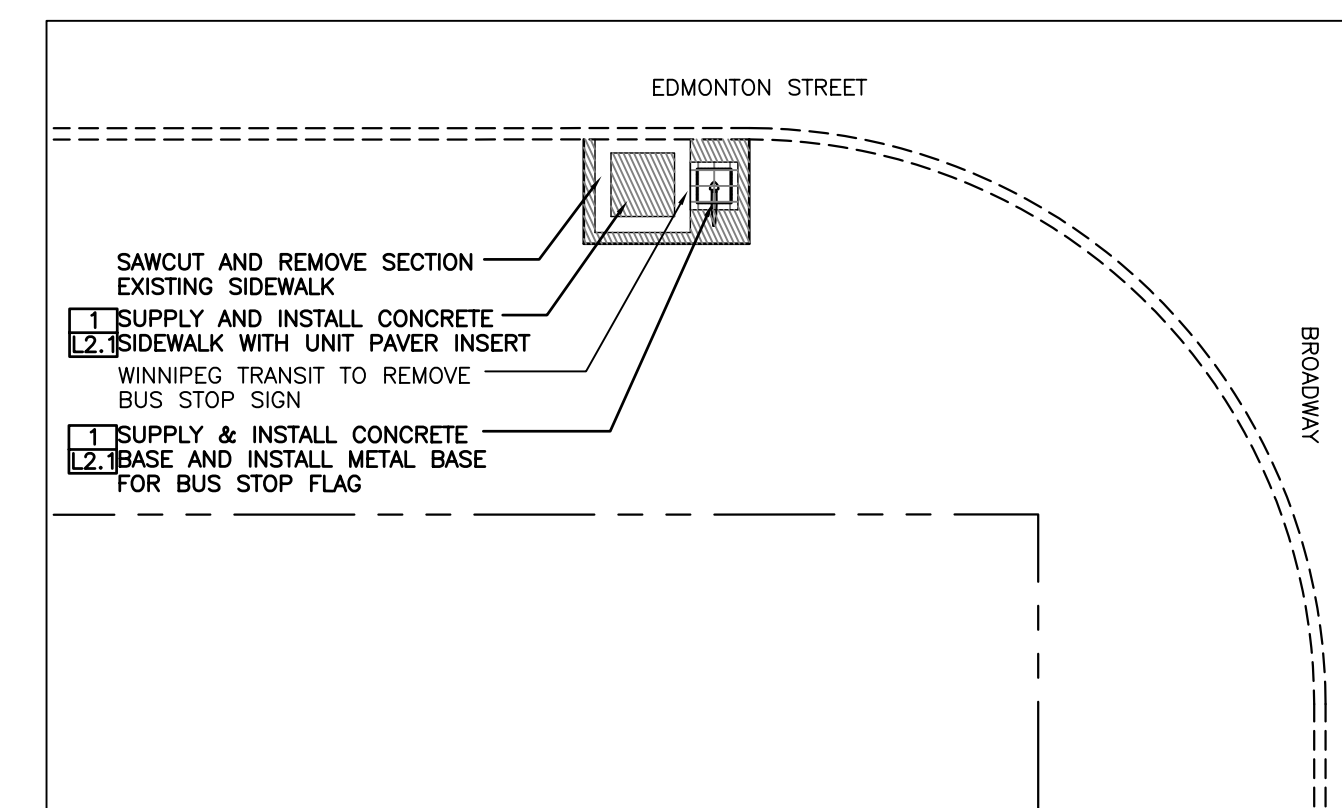 EDMONTON STREET
BROADWAY
SAWCUT AND REMOVE SECTION
EXISTING SIDEWALK
1 SUPPLY AND INSTALL CONCRETE
L2.1 SIDEWALK WITH UNIT PAVER INSERT
WINNIPEG TRANSIT TO REMOVE
BUS STOP SIGN
1 SUPPLY & INSTALL CONCRETE
L2.1 BASE AND INSTALL METAL BASE
FOR BUS STOP FLAG